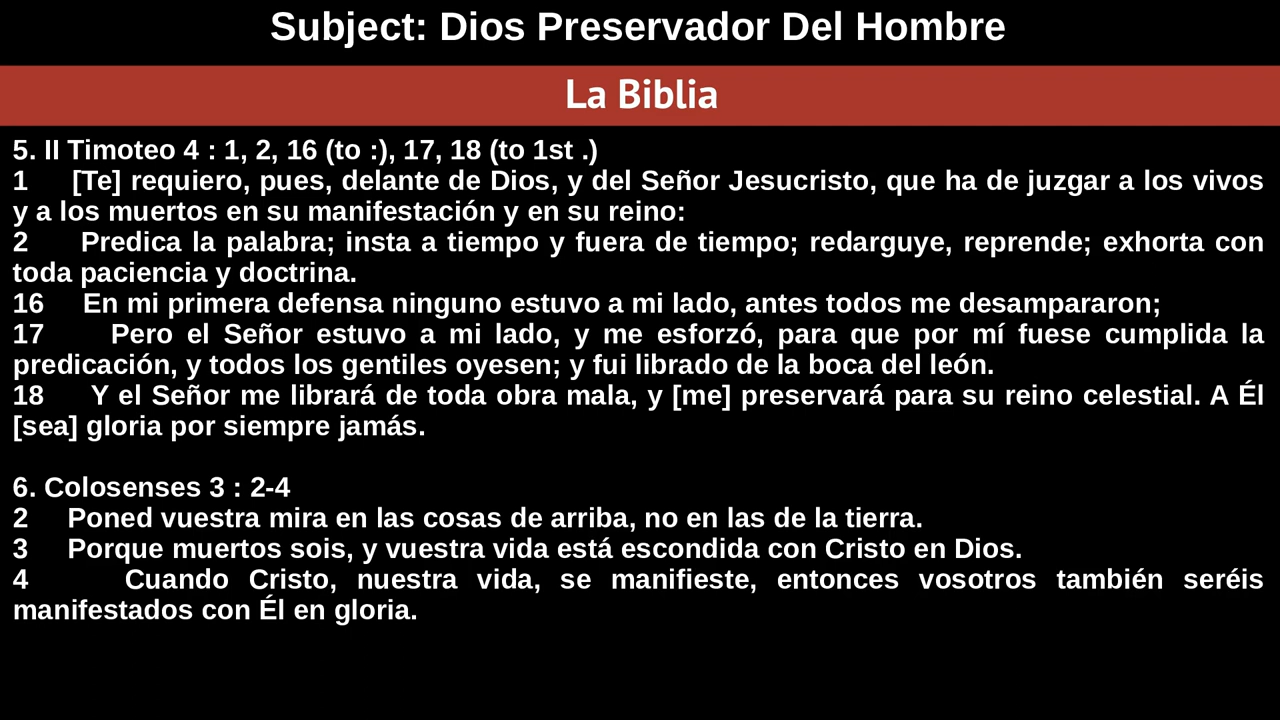 Subject: Dios Preservador Del Hombre
La Biblia
5. II Timoteo 4 : 1, 2, 16 (to :), 17, 18 (to 1st .)
1 [Te] requiero, pues, delante de Dios, y del Señor Jesucristo, que ha de juzgar a los vivos
y a los muertos en su manifestación y en su reino:
2 Predica la palabra; insta a tiempo y fuera de tiempo; redarguye, reprende; exhorta con
toda paciencia y doctrina.
16 En mi primera defensa ninguno estuvo a mi lado, antes todos me desampararon;
17 Pero el Señor estuvo a mi lado, y me esforzó, para que por mí fuese cumplida la
predicación, y todos los gentiles oyesen; y fui librado de la boca del león.
18 Y el Señor me librará de toda obra mala, y [me] preservará para su reino celestial. A Él
[sea] gloria por siempre jamás.
6. Colosenses 3 : 2-4
2 Poned vuestra mira en las cosas de arriba, no en las de la tierra.
3 Porque muertos sois, y vuestra vida está escondida con Cristo en Dios.
4 Cuando Cristo, nuestra vida, se manifieste, entonces vosotros también seréis
manifestados con Él en gloria.